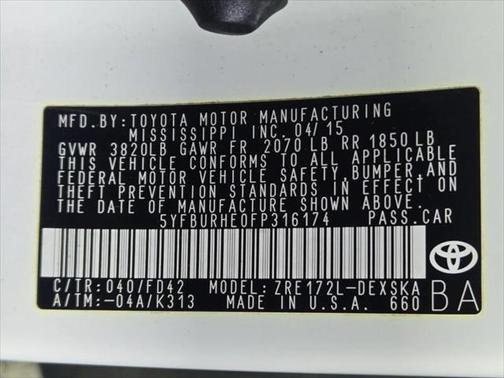 MFD.BY:TOYOTA MOTOR MANUFACTURING
MISSISSIPPI INC. 04/15
GVWR 3820LB GAWR FR 2070 LB RR 1850 LB
THIS VEHICLE CONFORMS TO ALL APPLICABLE
FEDERAL MOTOR VEHICLE SAFETY, BUMPER, AND
THEFT PREVENTION STANDARDS IN EFFECT ON
THE DATE OF MANUFACTURE SHOWN ABOVE.
5YFBURHE0FP316174 PASS.CAR
C/TR: 040/FD42 MODEL: ZRE172L-DEXSKA
A/TM:-04A/K313 MADE IN U.S.A. 660
BA